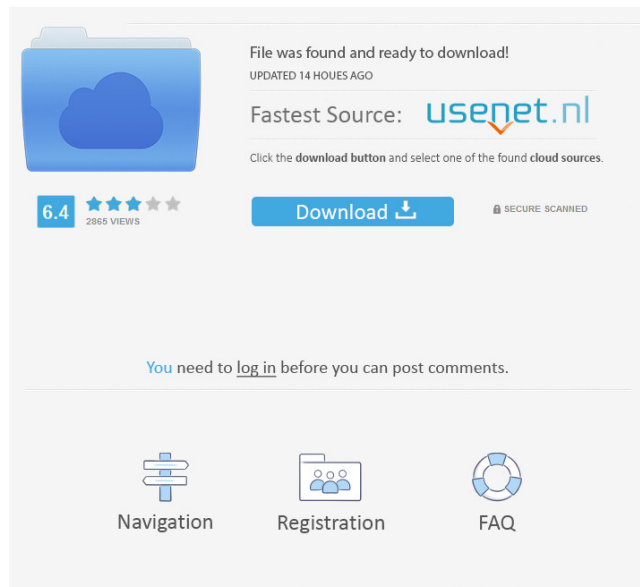 File was found and ready to download!
UPDATED 14 HOUES AGO
Fastest Source: usenet.nl
Click the download button and select one of the found cloud sources.
6.4
2865 VIEWS
Download
SECURE SCANNED
You need to log in before you can post comments.
Navigation
Registration
FAQ